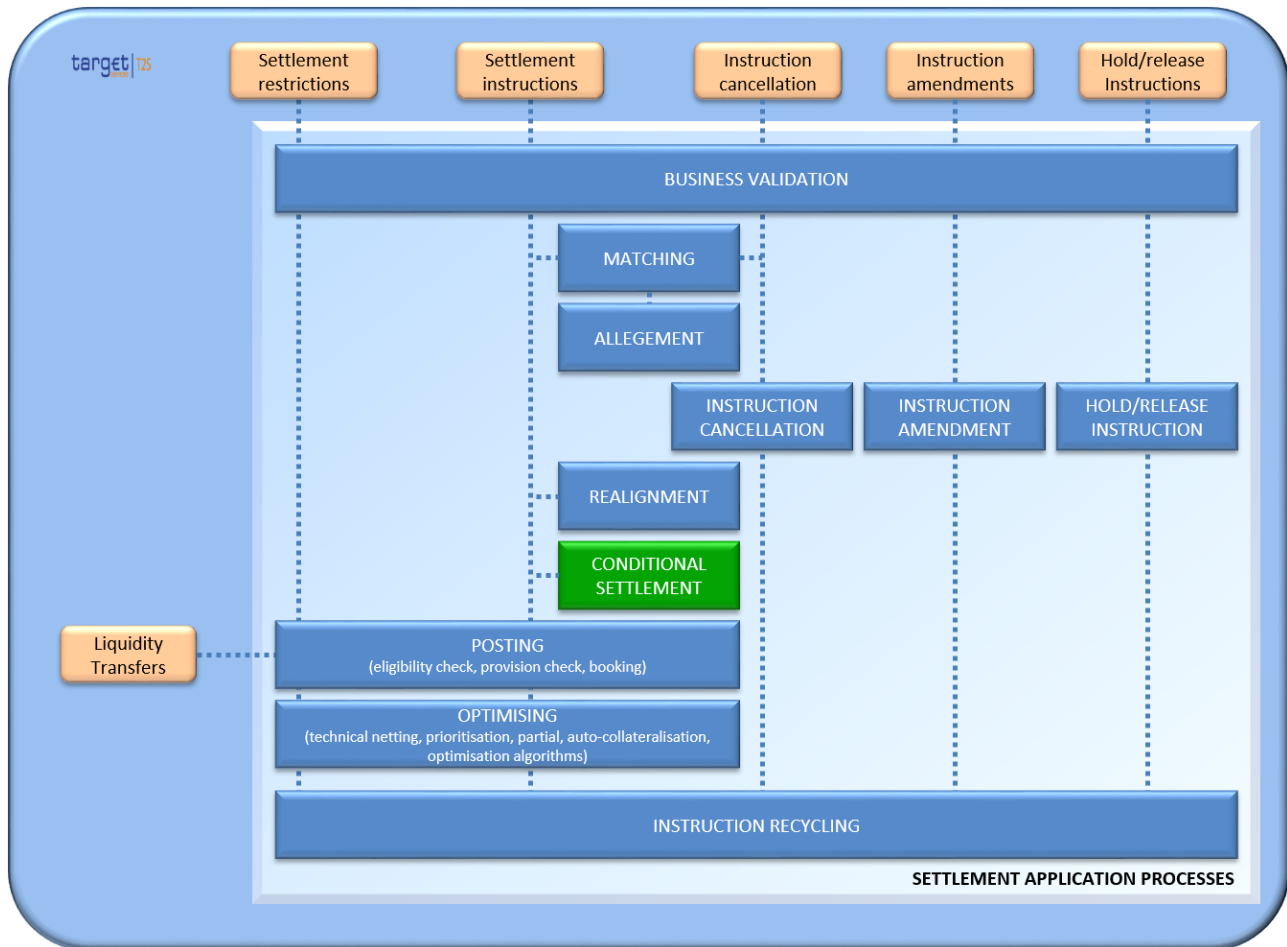 target T2S
Settlement
restrictions
Settlement
instructions
Instruction
cancellation
Instruction
amendments
Hold/release
Instructions
BUSINESS VALIDATION
MATCHING
ALLEGEMENT
INSTRUCTION
CANCELLATION
INSTRUCTION
AMENDMENT
HOLD/RELEASE
INSTRUCTION
REALIGNMENT
CONDITIONAL
SETTLEMENT
Liquidity
Transfers
POSTING
(eligibility check, provision check, booking)
OPTIMISING
(technical netting, prioritisation, partial, auto-collateralisation,
optimisation algorithms)
INSTRUCTION RECYCLING
SETTLEMENT APPLICATION PROCESSES